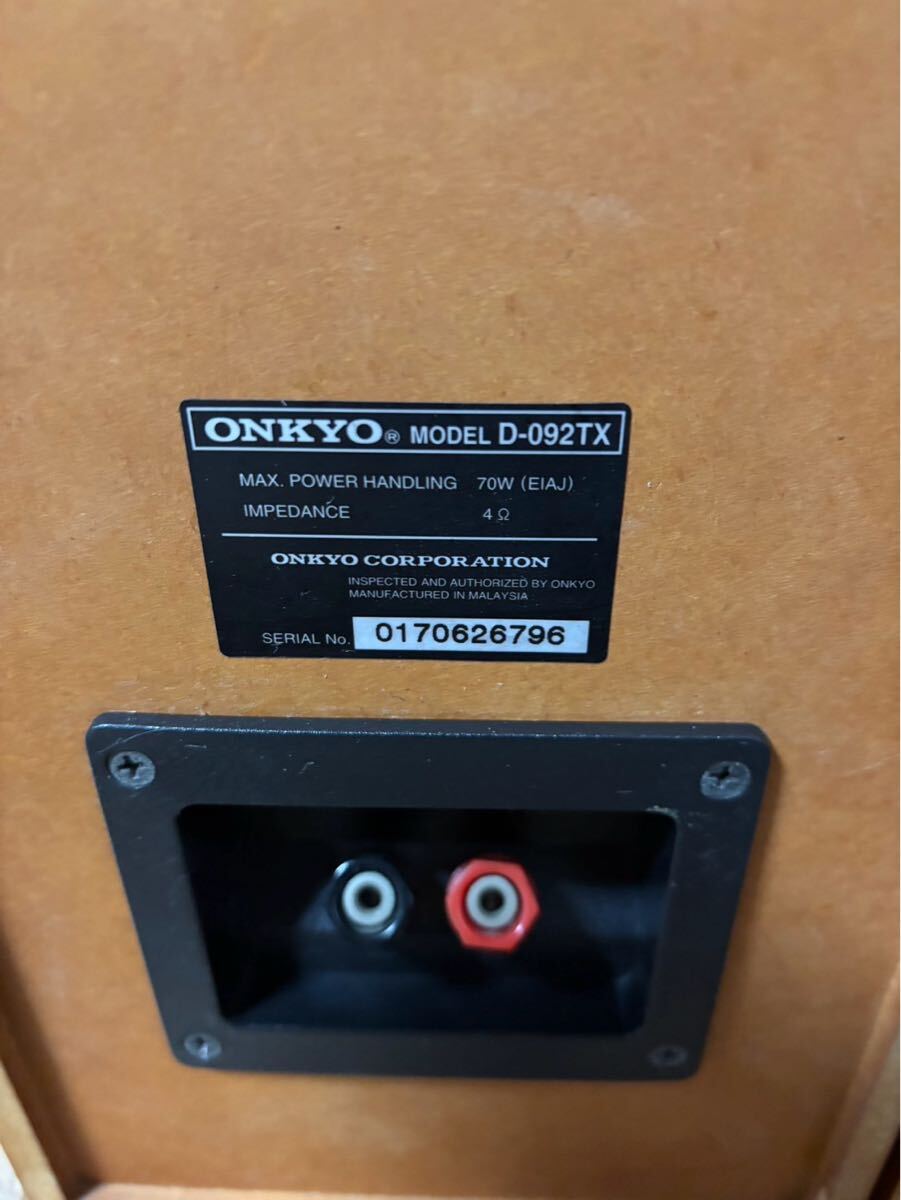 ONKYO® MODEL D-092TX
MAX. POWER HANDLING 70W (EIAJ)
IMPEDANCE 4Ω
ONKYO CORPORATION
INSPECTED AND AUTHORIZED BY ONKYO
MANUFACTURED IN MALAYSIA
SERIAL No. 0170626796